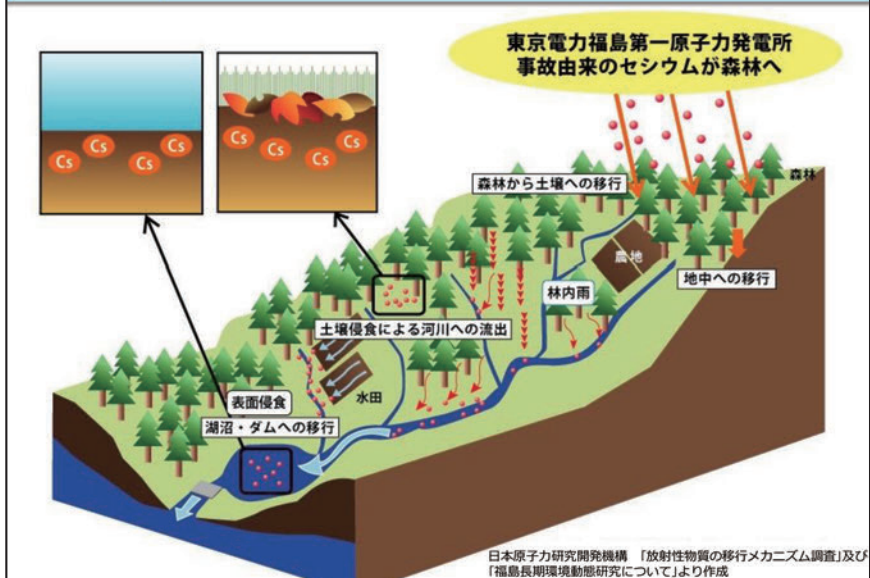 東京電力福島第一原子力発電所
事故由来のセシウムが森林へ
Cs
Cs
Cs
Cs
Cs
Cs
Cs
Cs
森林から土壌への移行
森林
農地
地中への移行
林内雨
土壌侵食による河川への流出
水田
表面侵食
湖沼・ダムへの移行
日本原子力研究開発機構 「放射性物質の移行メカニズム調査」及び
「福島長期環境動態研究について」より作成